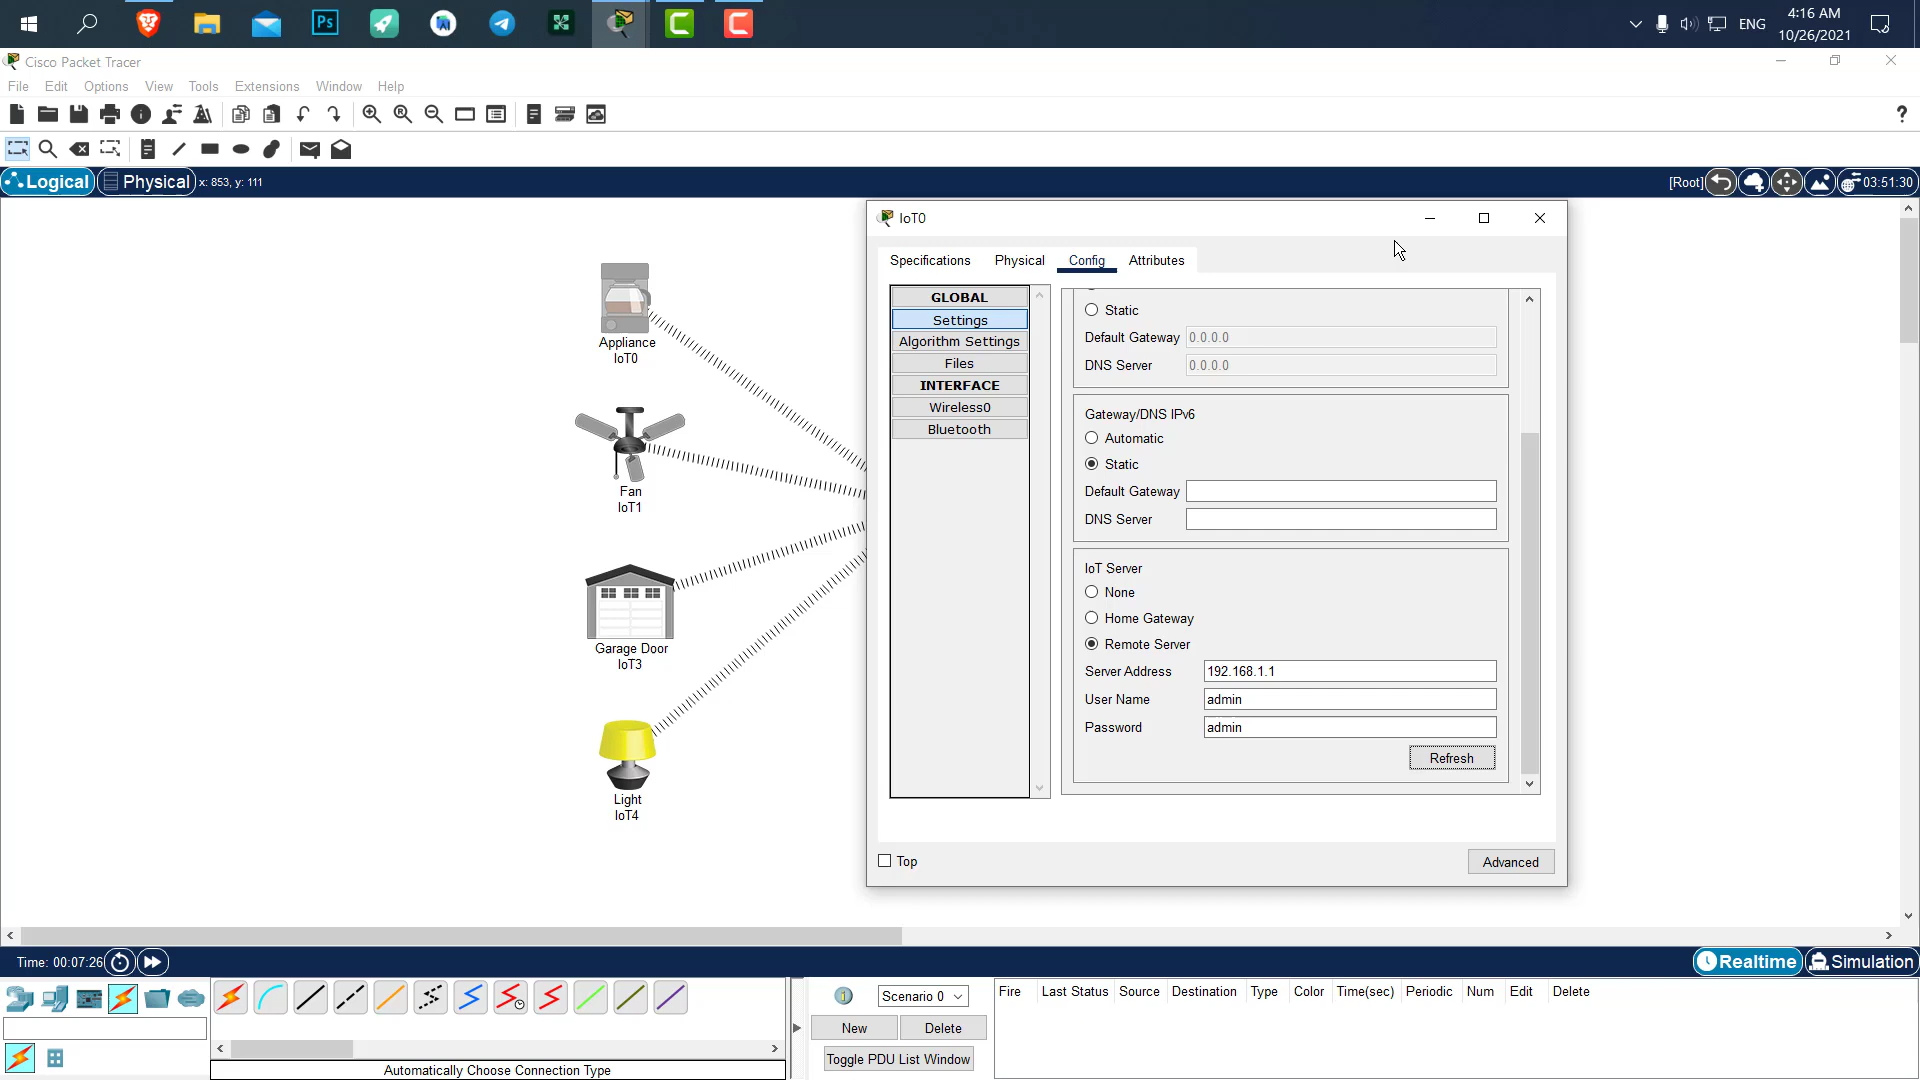 Ps
ENG
4:16 AM
10/26/2021
Cisco Packet Tracer
File Edit Options View Tools Extensions Window Help
Logical Physical x: 853, y: 111
[Root] 03:51:30
IoT0
Specifications Physical Config Attributes
GLOBAL
Settings
Algorithm Settings
Files
INTERFACE
Wireless0
Bluetooth
Static
Default Gateway 0.0.0.0
DNS Server 0.0.0.0
Gateway/DNS IPv6
Automatic
Static
Default Gateway
DNS Server
IoT Server
None
Home Gateway
Remote Server
Server Address 192.168.1.1
User Name admin
Password admin
Refresh
Top
Advanced
Appliance
IoT0
Fan
IoT1
Garage Door
IoT3
Light
IoT4
Time: 00:07:26
Realtime Simulation
Scenario 0
New Delete
Toggle PDU List Window
Fire Last Status Source Destination Type Color Time(sec) Periodic Num Edit Delete
Automatically Choose Connection Type